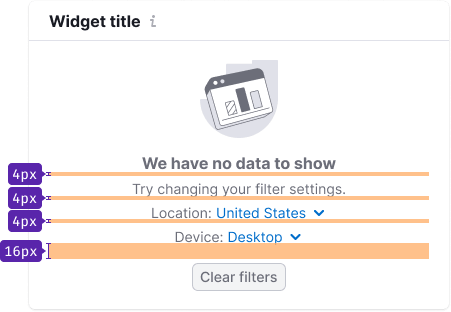 Widget title i
We have no data to show
4px
Try changing your filter settings.
4px
Location: United States
4px
Device: Desktop
16px
Clear filters